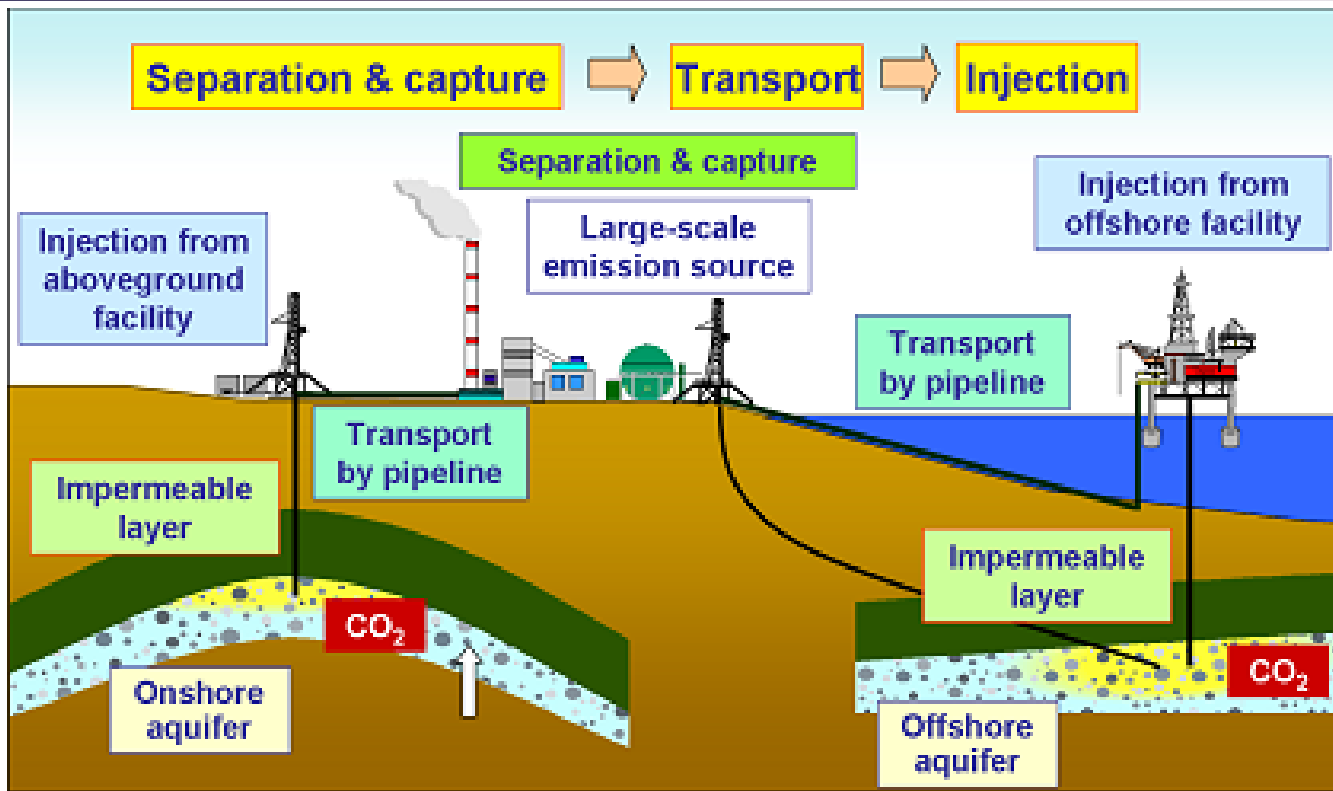 Separation & capture
Transport
Injection
Separation & capture
Large-scale
emission source
Injection from
offshore facility
Injection from
aboveground
facility
Transport
by pipeline
Transport
by pipeline
Impermeable
layer
Impermeable
layer
CO₂
CO₂
Onshore
aquifer
Offshore
aquifer